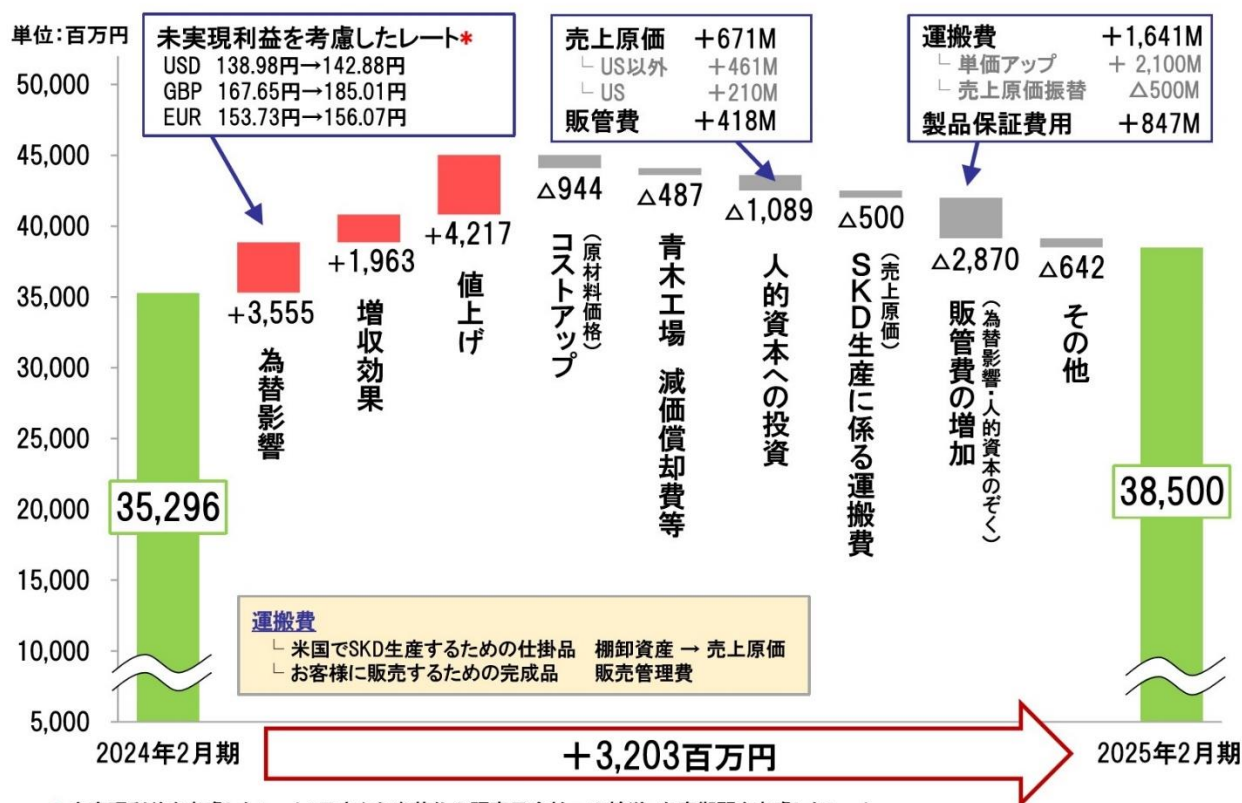 単位：百万円
未実現利益を考慮したレート*
USD 138.98円→142.88円
GBP 167.65円→185.01円
EUR 153.73円→156.07円
売上原価 +671M
└ US以外 +461M
└ US +210M
販管費 +418M
運搬費 +1,641M
└ 単価アップ + 2,100M
└ 売上原価振替 △500M
製品保証費用 +847M
50,000
45,000
40,000
35,000
30,000
25,000
20,000
15,000
10,000
5,000
35,296
+3,555
為替影響
+1,963
増収効果
+4,217
値上げ
△944
コストアップ
（原材料価格）
△487
青木工場 減価償却費等
△1,089
人的資本への投資
△500
SKD生産に係る運搬費
（売上原価）
△2,870
販管費の増加
（為替影響・人的資本のぞく）
△642
その他
38,500
運搬費
└ 米国でSKD生産するための仕掛品 棚卸資産 → 売上原価
└ お客様に販売するための完成品 販売管理費
2024年2月期
+3,203百万円
2025年2月期